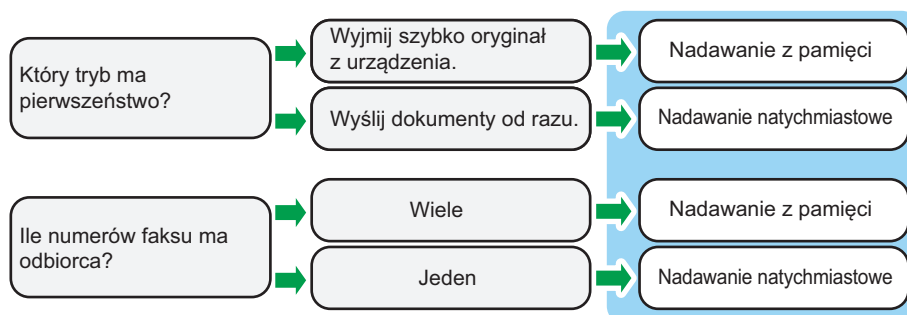 Który tryb ma
pierwszeństwo?
Wyjmij szybko oryginał
z urządzenia.
Nadawanie z pamięci
Wyślij dokumenty od razu.
Nadawanie natychmiastowe
Ile numerów faksu ma
odbiorca?
Wiele
Nadawanie z pamięci
Jeden
Nadawanie natychmiastowe